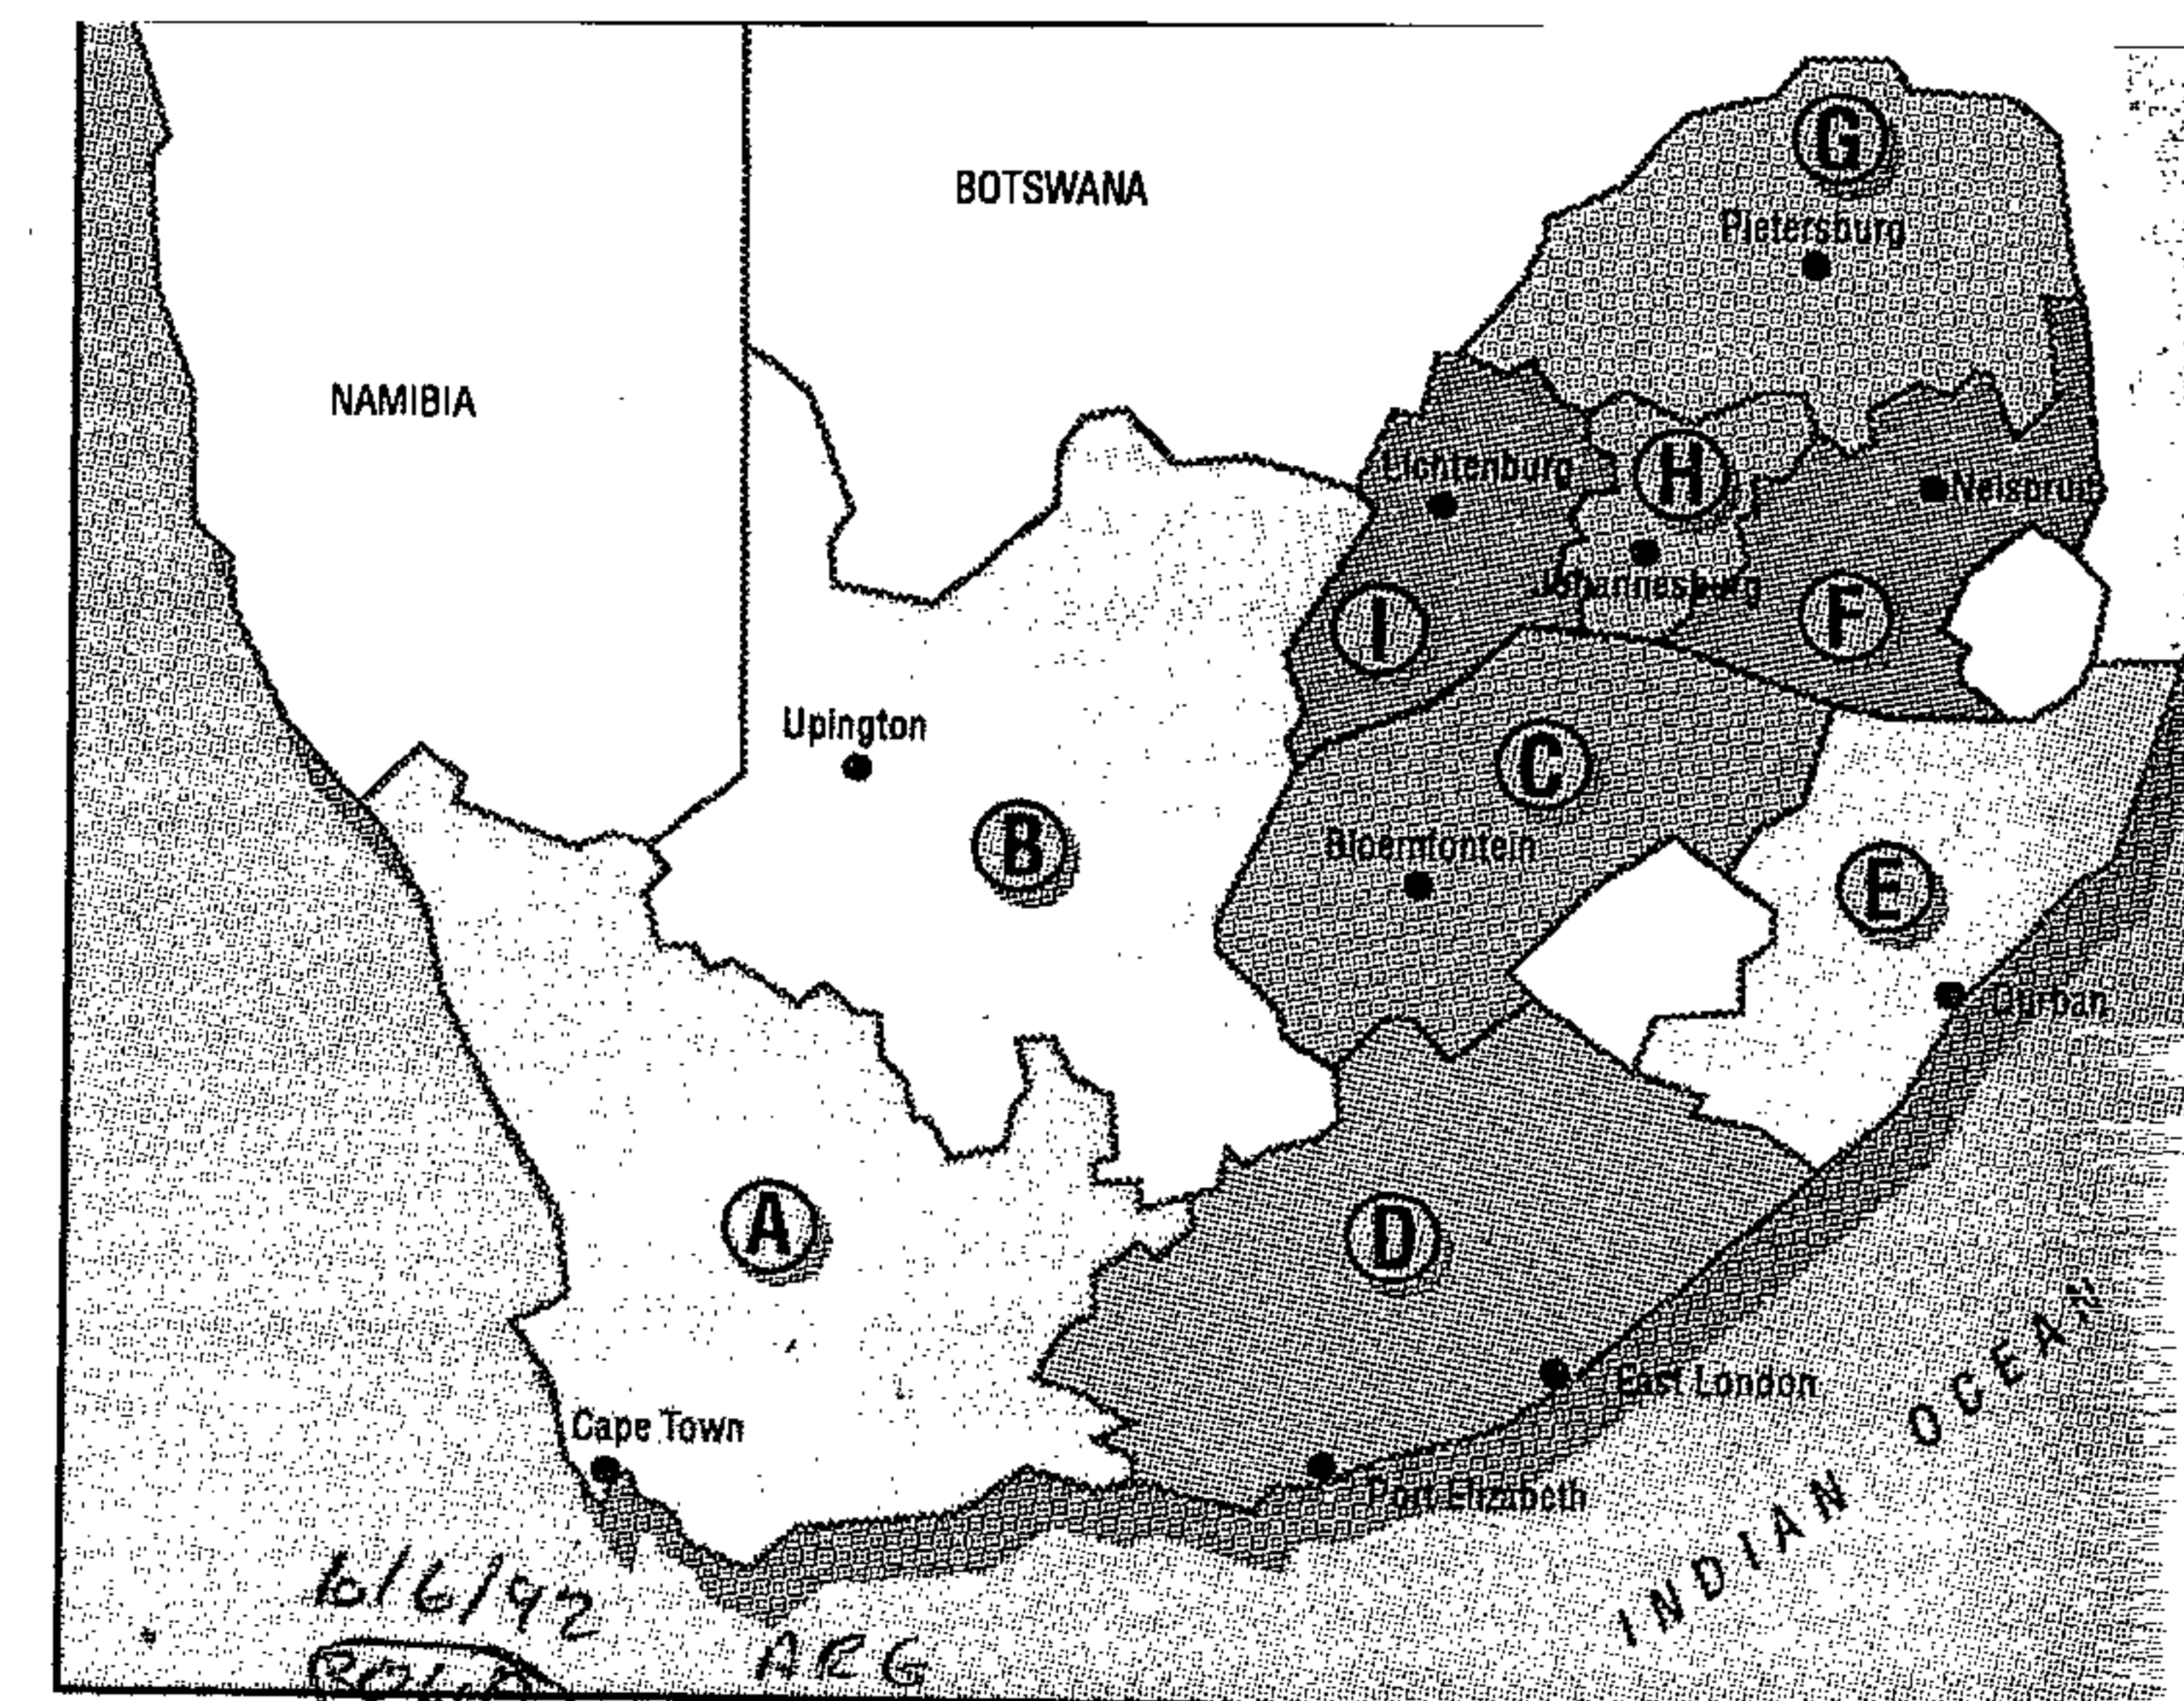 G
BOTSWANA
Pietersburg
NAMIBIA
Lichtenburg
H
Nelspruit
Johannesburg
I
F
Upington
C
B
Bloemfontein
E
Durban
A
D
East London
Cape Town
Port Elizabeth
INDIAN OCEAN
6/6/92
ARG